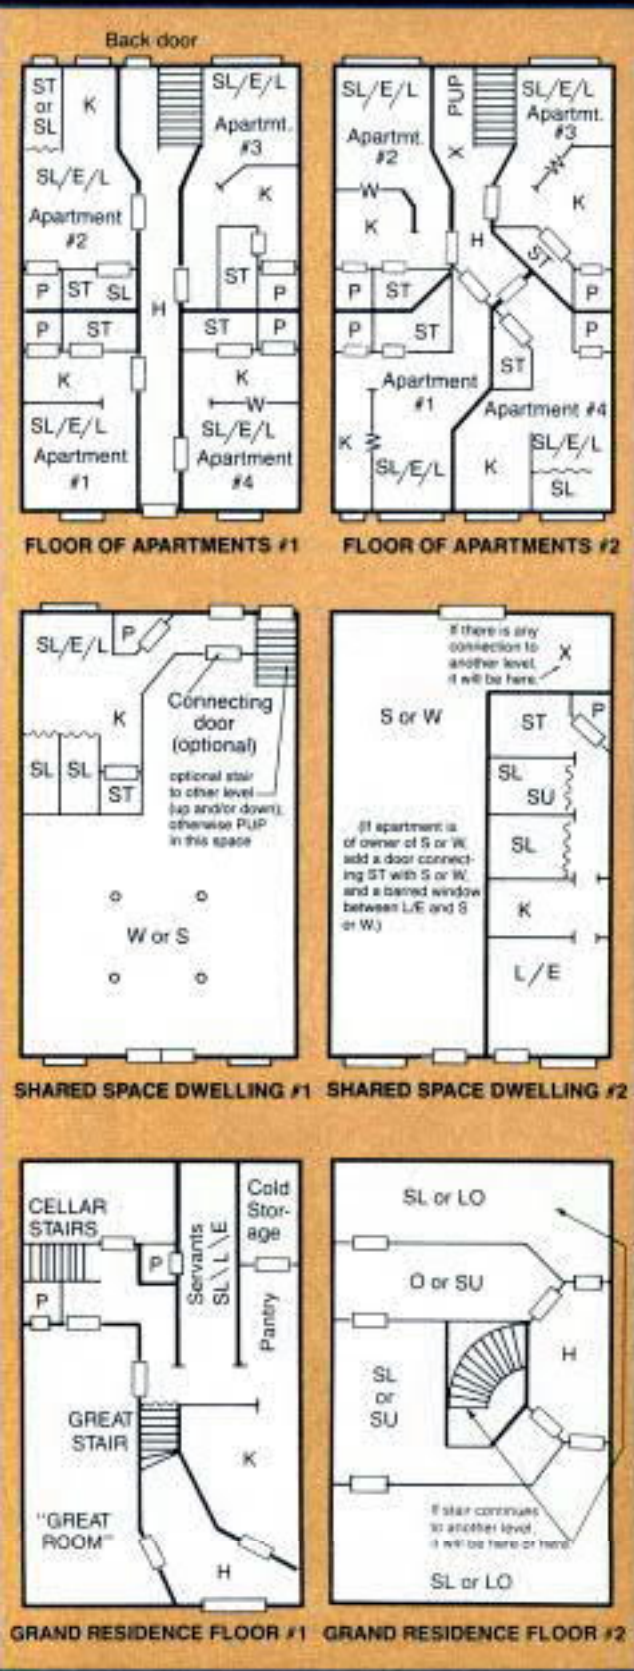 Back door
ST
or
SL
K
SL/E/L
Apartment
#2
P
ST
SL
P
ST
K
SL/E/L
Apartment
#1
H
SL/E/L
Apartmt.
#3
K
ST
P
ST
P
K
W
SL/E/L
Apartment
#4
FLOOR OF APARTMENTS #1
SL/E/L
Apartmt.
#2
W
K
P
ST
P
ST
Apartment
#1
K
W
SL/E/L
PUP
X
H
SL/E/L
Apartmt.
#3
W
K
ST
P
P
ST
Apartment #4
SL/E/L
K
SL
FLOOR OF APARTMENTS #2
SL/E/L
P
K
SL
SL
ST
Connecting
door
(optional)
optional stair
to other level
(up and/or down);
otherwise PUP
in this space
W or S
SHARED SPACE DWELLING #1
If there is any
connection to
another level,
it will be here.
X
S or W
ST
P
SL
SU
SL
K
L/E
(If apartment is
of owner of S or W,
add a door connect-
ing ST with S or W,
and a barred window
between L/E and S
or W.)
SHARED SPACE DWELLING #2
CELLAR
STAIRS
P
P
Servants
SL\L\E
Cold
Stor-
age
Pantry
GREAT
STAIR
K
"GREAT
ROOM"
H
GRAND RESIDENCE FLOOR #1
SL or LO
O or SU
H
SL
or
SU
If stair continues
to another level,
it will be here or here.
SL or LO
GRAND RESIDENCE FLOOR #2